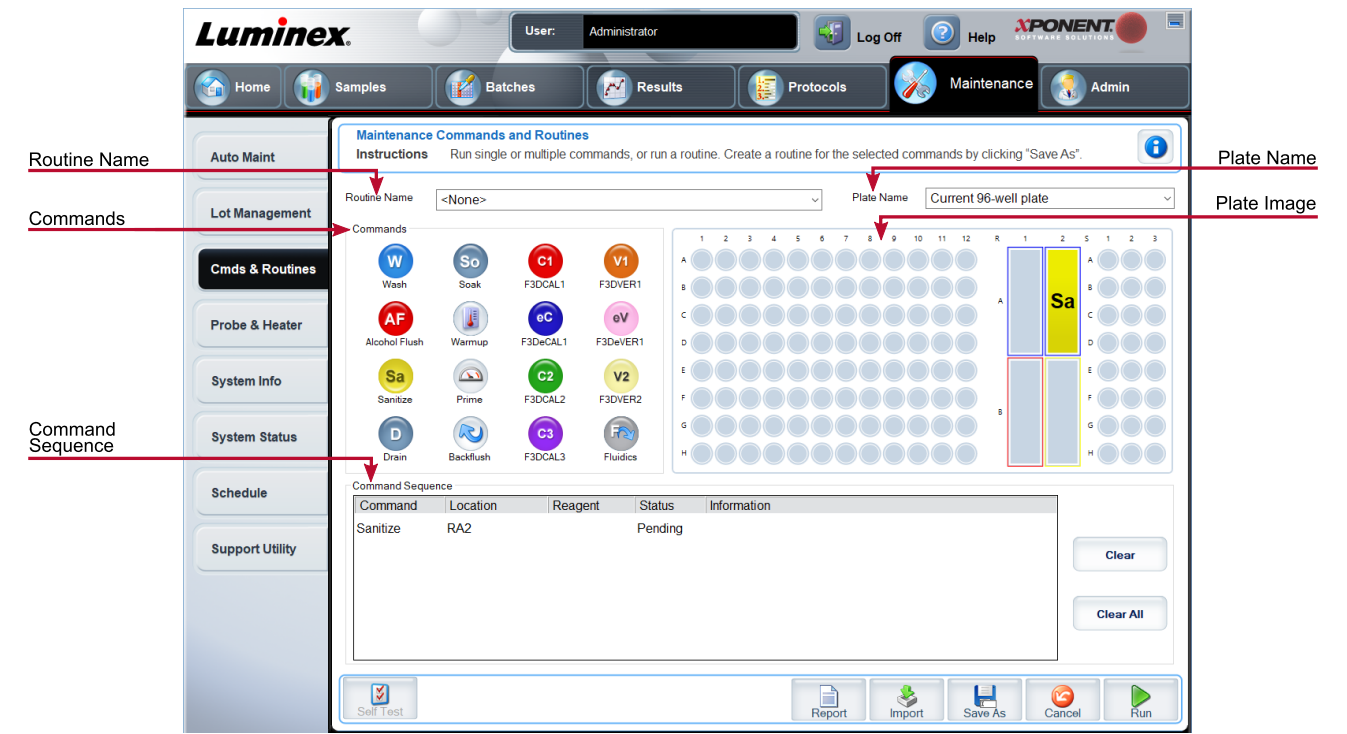 Luminex.
User: Administrator
Log Off
Help
XPONENT.
SOFTWARE SOLUTIONS
Home Samples Batches Results Protocols Maintenance Admin
Routine Name
Commands
Command
Sequence
Plate Name
Plate Image
Auto Maint
Lot Management
Cmds & Routines
Probe & Heater
System Info
System Status
Schedule
Support Utility
Maintenance Commands and Routines
Instructions Run single or multiple commands, or run a routine. Create a routine for the selected commands by clicking "Save As".
Routine Name <None> Plate Name Current 96-well plate
Commands
W So C1 V1
Wash Soak F3DCAL1 F3DVER1
AF eC eV
Alcohol Flush Warmup F3DeCAL1 F3DeVER1
Sa C2 V2
Sanitize Prime F3DCAL2 F3DVER2
D C3 F
Drain Backflush F3DCAL3 Fluidics
1 2 3 4 5 6 7 8 9 10 11 12 R 1 2 S 1 2 3
A A
B B
A Sa
C C
D D
E E
F F
B
G G
H H
Command Sequence
Command Location Reagent Status Information
Sanitize RA2 Pending
Clear
Clear All
Self Test
Report Import Save As Cancel Run